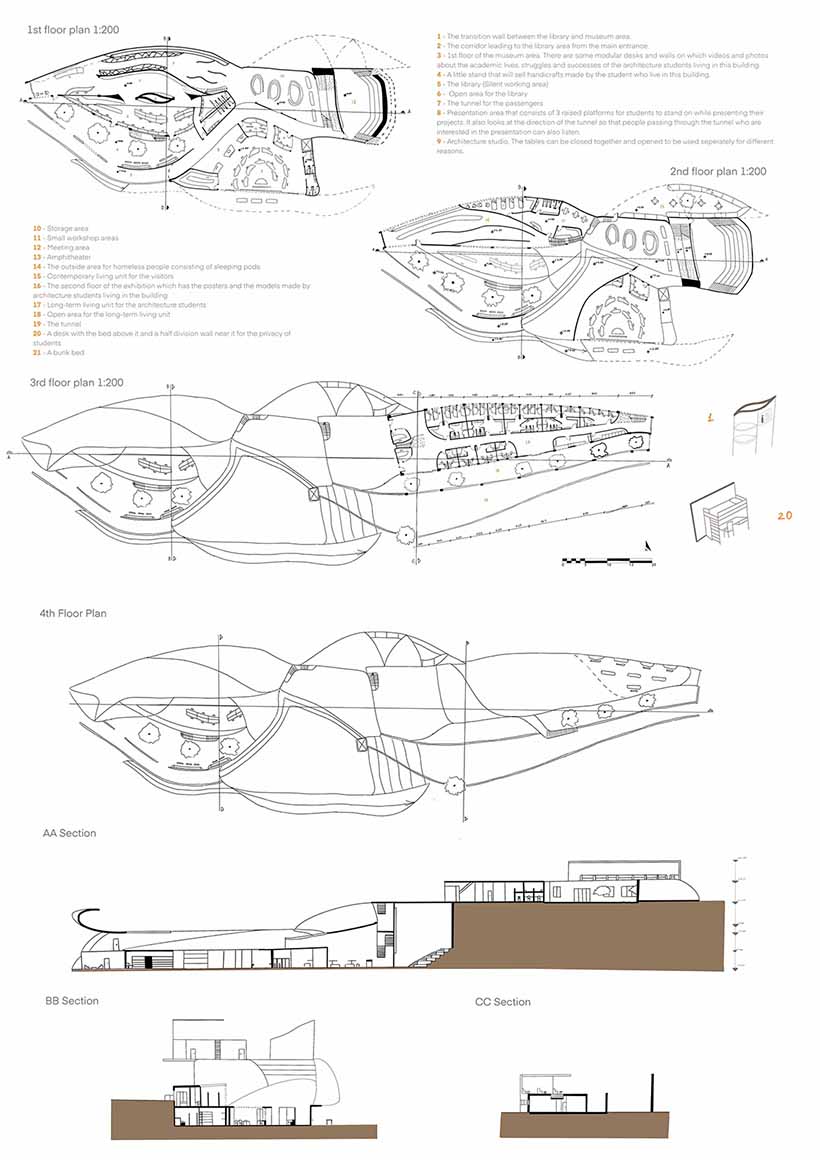 1st floor plan 1:200
1 - The transition wall between the library and museum area.
2 - The corridor leading to the library area from the main entrance.
3 - 1st floor of the museum area. There are some modular desks and walls on which videos and photos
about the academic lives, struggles and successes of the architecture students living in this building.
4 - A little stand that will sell handicrafts made by the student who live in this building.
5 - The library (Silent working area)
6 - Open area for the library
7 - The tunnel for the passengers
8 - Presentation area that consists of 3 raised platforms for students to stand on while presenting their
projects. It also looks at the direction of the tunnel so that people passing through the tunnel who are
interested in the presentation can also listen.
9 - Architecture studio. The tables can be closed together and opened to be used seperately for different
reasons.
2nd floor plan 1:200
10 - Storage area
11 - Small workshop areas
12 - Meeting area
13 - Amphitheater
14 - The outside area for homeless people consisting of sleeping pods
15 - Contemporary living unit for the visitors
16 - The second floor of the exhibition which has the posters and the models made by
architecture students living in the building
17 - Long-term living unit for the architecture students
18 - Open area for the long-term living unit
19 - The tunnel
20 - A desk with the bed above it and a half division wall near it for the privacy of
students
21 - A bunk bed
3rd floor plan 1:200
1
20
4th Floor Plan
AA Section
BB Section
CC Section